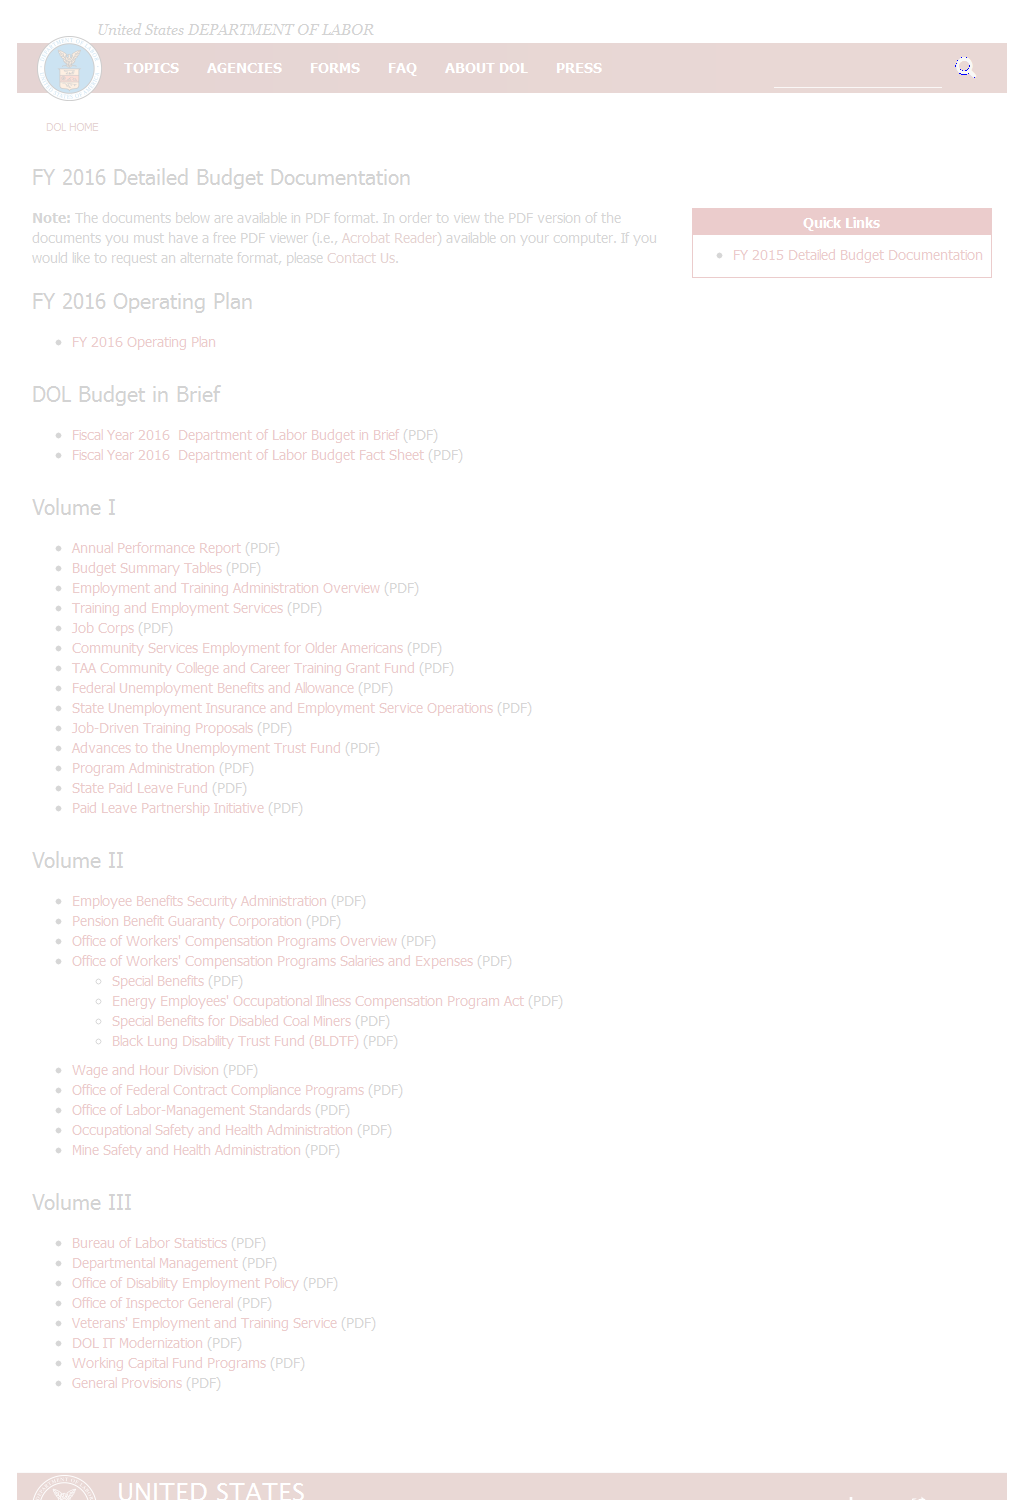 United States DEPARTMENT OF LABOR
TOPICS AGENCIES FORMS FAQ ABOUT DOL PRESS
DOL HOME
FY 2016 Detailed Budget Documentation
Note: The documents below are available in PDF format. In order to view the PDF version of the
documents you must have a free PDF viewer (i.e., Acrobat Reader) available on your computer. If you
would like to request an alternate format, please Contact Us.
Quick Links
FY 2015 Detailed Budget Documentation
FY 2016 Operating Plan
FY 2016 Operating Plan
DOL Budget in Brief
Fiscal Year 2016 Department of Labor Budget in Brief (PDF)
Fiscal Year 2016 Department of Labor Budget Fact Sheet (PDF)
Volume I
Annual Performance Report (PDF)
Budget Summary Tables (PDF)
Employment and Training Administration Overview (PDF)
Training and Employment Services (PDF)
Job Corps (PDF)
Community Services Employment for Older Americans (PDF)
TAA Community College and Career Training Grant Fund (PDF)
Federal Unemployment Benefits and Allowance (PDF)
State Unemployment Insurance and Employment Service Operations (PDF)
Job-Driven Training Proposals (PDF)
Advances to the Unemployment Trust Fund (PDF)
Program Administration (PDF)
State Paid Leave Fund (PDF)
Paid Leave Partnership Initiative (PDF)
Volume II
Employee Benefits Security Administration (PDF)
Pension Benefit Guaranty Corporation (PDF)
Office of Workers' Compensation Programs Overview (PDF)
Office of Workers' Compensation Programs Salaries and Expenses (PDF)
Special Benefits (PDF)
Energy Employees' Occupational Illness Compensation Program Act (PDF)
Special Benefits for Disabled Coal Miners (PDF)
Black Lung Disability Trust Fund (BLDTF) (PDF)
Wage and Hour Division (PDF)
Office of Federal Contract Compliance Programs (PDF)
Office of Labor-Management Standards (PDF)
Occupational Safety and Health Administration (PDF)
Mine Safety and Health Administration (PDF)
Volume III
Bureau of Labor Statistics (PDF)
Departmental Management (PDF)
Office of Disability Employment Policy (PDF)
Office of Inspector General (PDF)
Veterans' Employment and Training Service (PDF)
DOL IT Modernization (PDF)
Working Capital Fund Programs (PDF)
General Provisions (PDF)
UNITED STATES